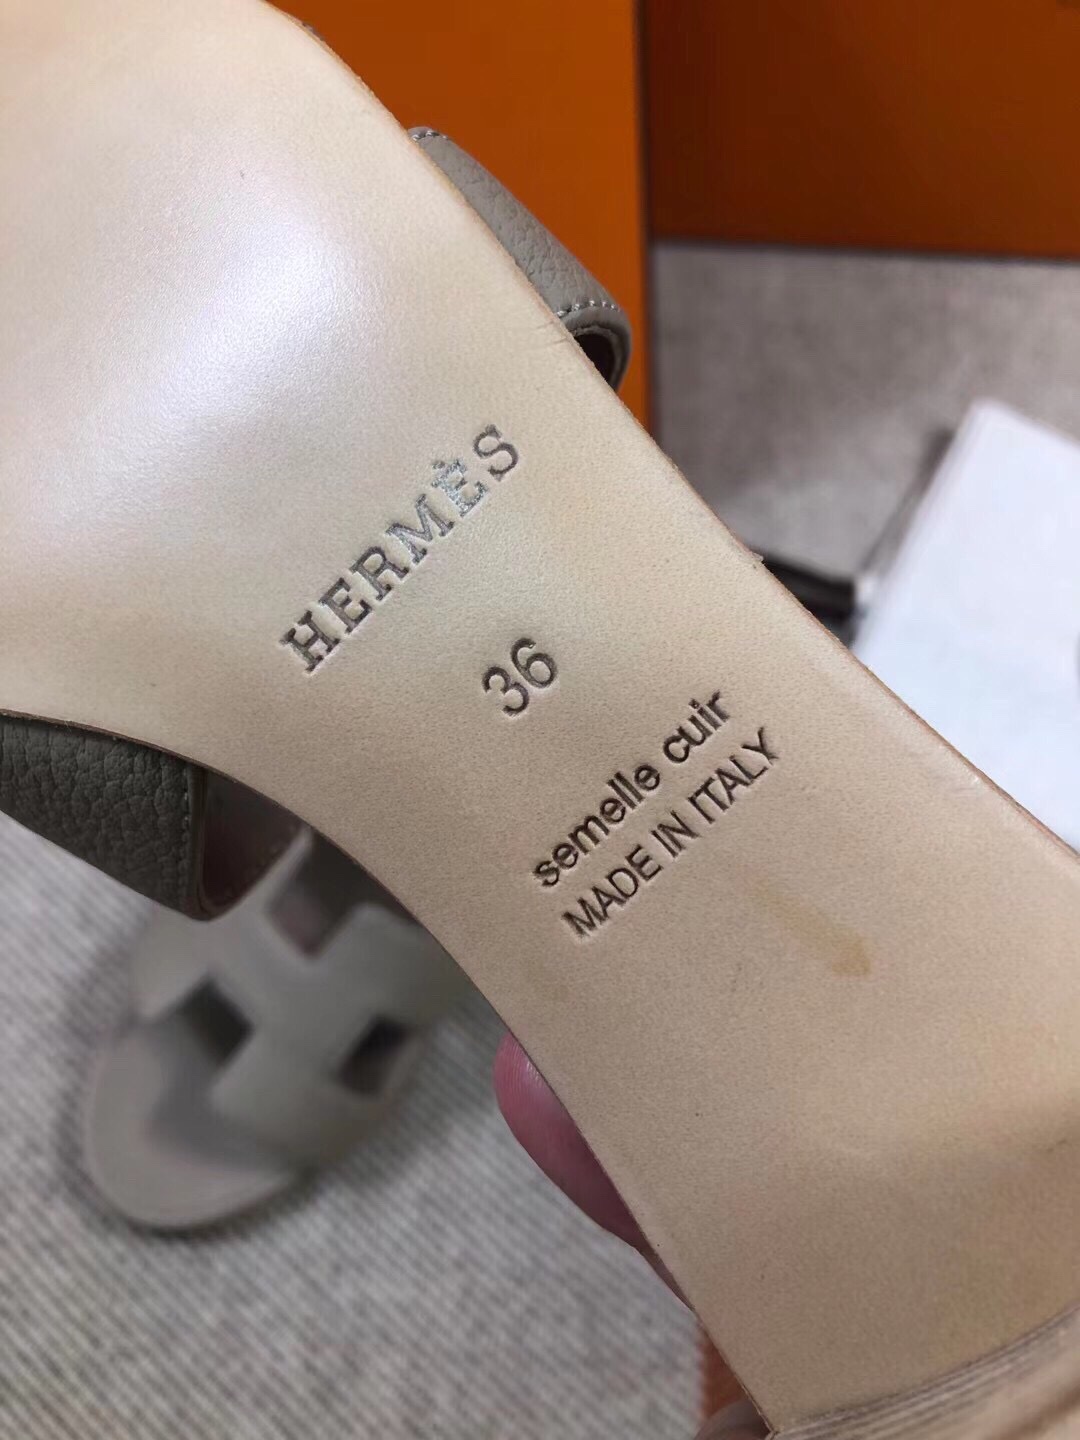 HERMÈS
36
semelle cuir
MADE IN ITALY